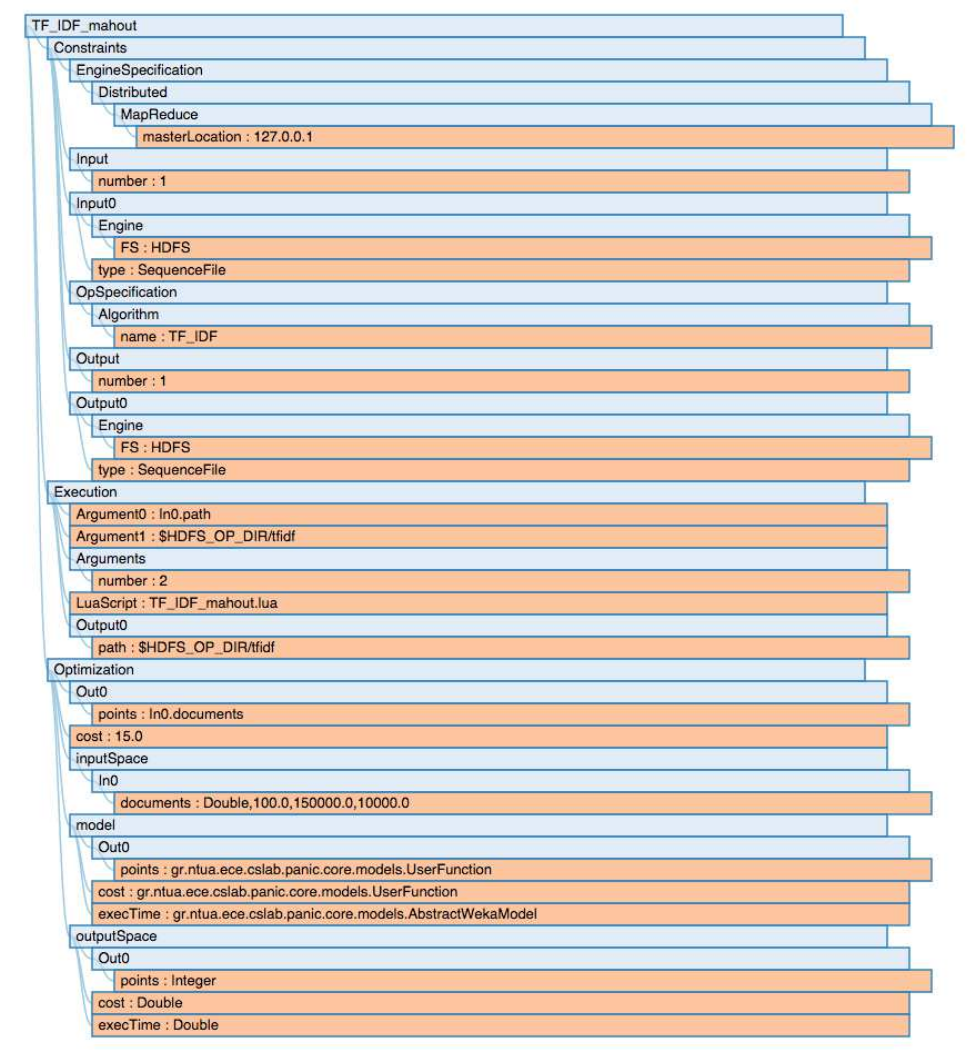 TF_IDF_mahout
Constraints
EngineSpecification
Distributed
MapReduce
masterLocation : 127.0.0.1
Input
number : 1
Input0
Engine
FS : HDFS
type : SequenceFile
OpSpecification
Algorithm
name : TF_IDF
Output
number : 1
Output0
Engine
FS : HDFS
type : SequenceFile
Execution
Argument0 : In0.path
Argument1 : $HDFS_OP_DIR/tfidf
Arguments
number : 2
LuaScript : TF_IDF_mahout.lua
Output0
path : $HDFS_OP_DIR/tfidf
Optimization
Out0
points : In0.documents
cost : 15.0
inputSpace
In0
documents : Double,100.0,150000.0,10000.0
model
Out0
points : gr.ntua.ece.cslab.panic.core.models.UserFunction
cost : gr.ntua.ece.cslab.panic.core.models.UserFunction
execTime : gr.ntua.ece.cslab.panic.core.models.AbstractWekaModel
outputSpace
Out0
points : Integer
cost : Double
execTime : Double